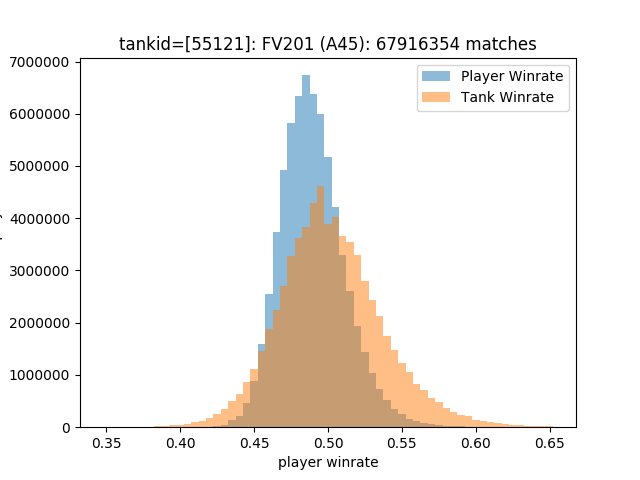 tankid=[55121]: FV201 (A45): 67916354 matches
Player Winrate
Tank Winrate
7000000
6000000
5000000
4000000
3000000
2000000
1000000
0
0.35 0.40 0.45 0.50 0.55 0.60 0.65
player winrate